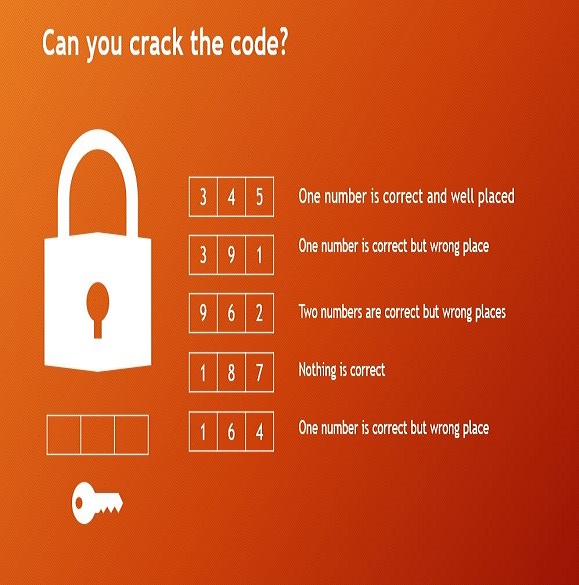 Can you crack the code?
3 4 5 One number is correct and well placed
3 9 1 One number is correct but wrong place
9 6 2 Two numbers are correct but wrong places
1 8 7 Nothing is correct
1 6 4 One number is correct but wrong place